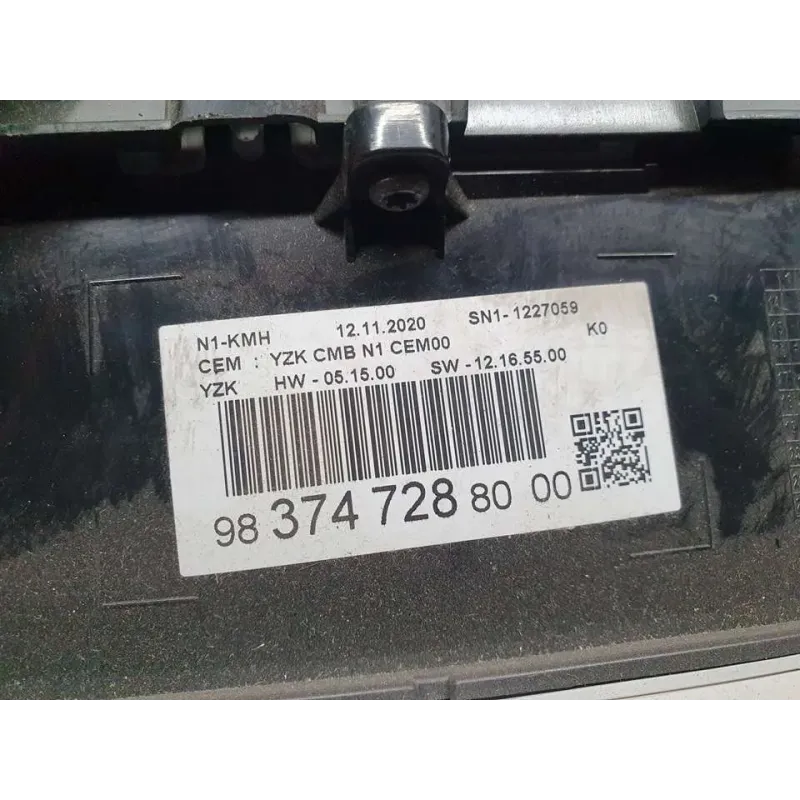 N1-KMH 12.11.2020 SN1-1227059
CEM : YZK CMB N1 CEM00 K0
YZK HW - 05.15.00 SW - 12.16.55.00
98 374 728 80 00